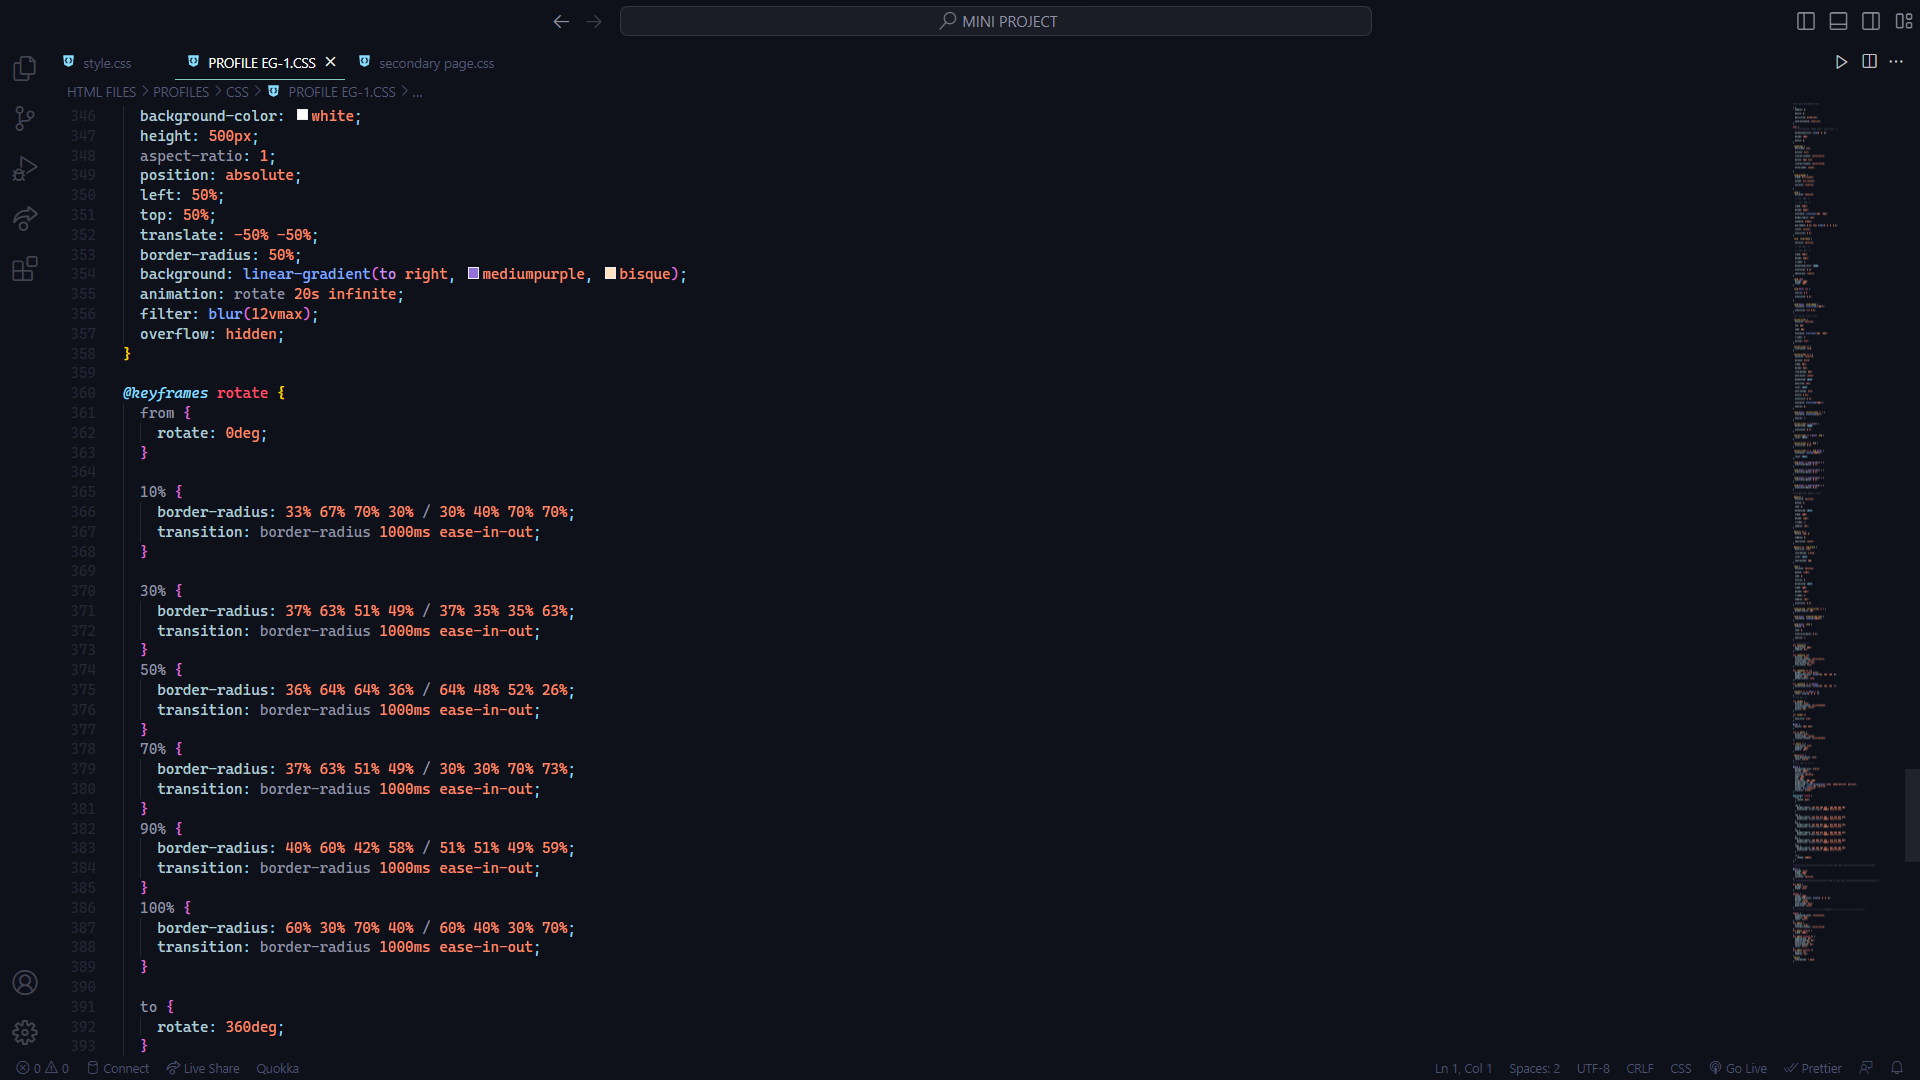 MINI PROJECT
style.css PROFILE EG-1.CSS secondary page.css
HTML FILES > PROFILES > CSS > PROFILE EG-1.CSS > ...
346 background-color: white;
347 height: 500px;
348 aspect-ratio: 1;
349 position: absolute;
350 left: 50%;
351 top: 50%;
352 translate: -50% -50%;
353 border-radius: 50%;
354 background: linear-gradient(to right, mediumpurple, bisque);
355 animation: rotate 20s infinite;
356 filter: blur(12vmax);
357 overflow: hidden;
358 }
359
360 @keyframes rotate {
361 from {
362 rotate: 0deg;
363 }
364
365 10% {
366 border-radius: 33% 67% 70% 30% / 30% 40% 70% 70%;
367 transition: border-radius 1000ms ease-in-out;
368 }
369
370 30% {
371 border-radius: 37% 63% 51% 49% / 37% 35% 35% 63%;
372 transition: border-radius 1000ms ease-in-out;
373 }
374 50% {
375 border-radius: 36% 64% 64% 36% / 64% 48% 52% 26%;
376 transition: border-radius 1000ms ease-in-out;
377 }
378 70% {
379 border-radius: 37% 63% 51% 49% / 30% 30% 70% 73%;
380 transition: border-radius 1000ms ease-in-out;
381 }
382 90% {
383 border-radius: 40% 60% 42% 58% / 51% 51% 49% 59%;
384 transition: border-radius 1000ms ease-in-out;
385 }
386 100% {
387 border-radius: 60% 30% 70% 40% / 60% 40% 30% 70%;
388 transition: border-radius 1000ms ease-in-out;
389 }
390
391 to {
392 rotate: 360deg;
393 }
0 0 Connect Live Share Quokka Ln 1, Col 1 Spaces: 2 UTF-8 CRLF CSS Go Live Prettier